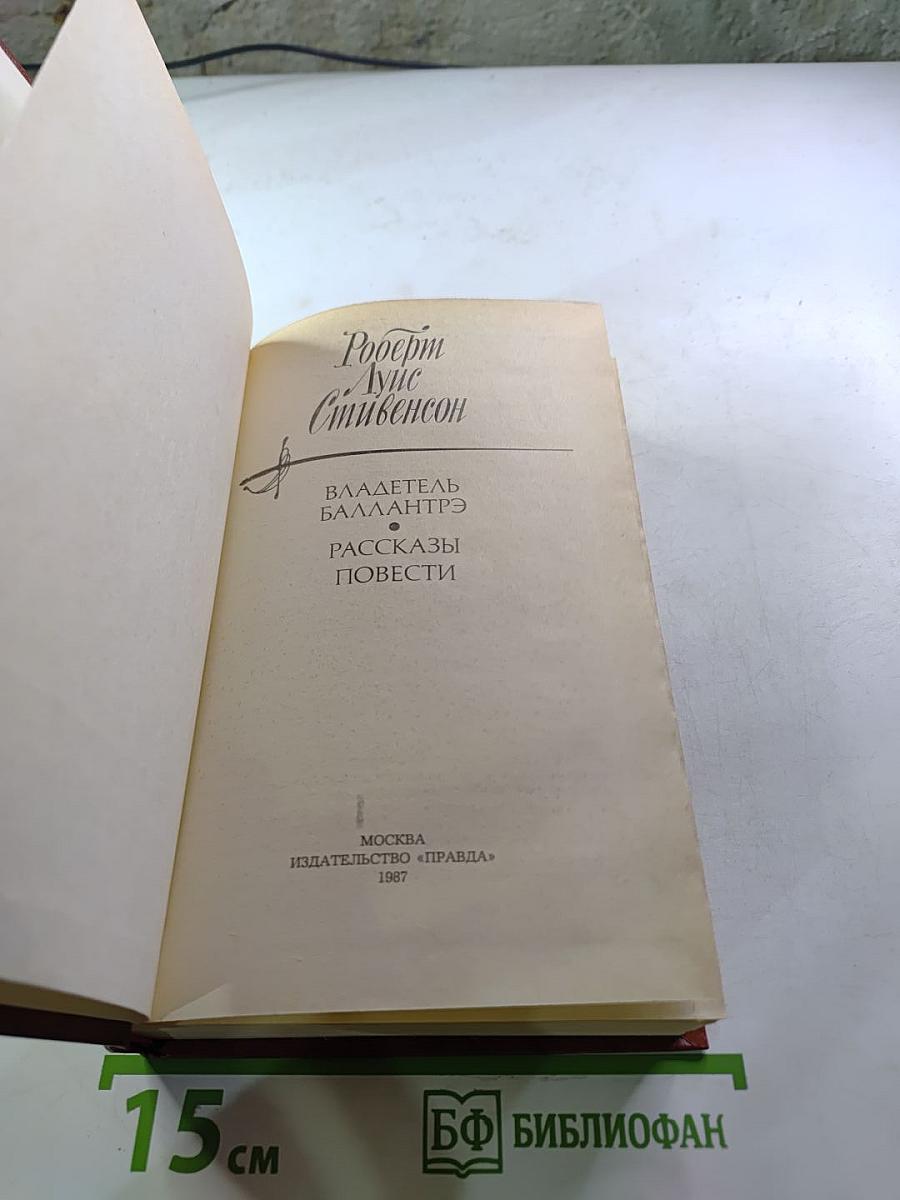 Роберт
Луис
Стивенсон
ВЛАДЕТЕЛЬ
БАЛЛАНТРЭ
РАССКАЗЫ
ПОВЕСТИ
МОСКВА
ИЗДАТЕЛЬСТВО «ПРАВДА»
1987
15 см
БФ БИБЛИОФАН